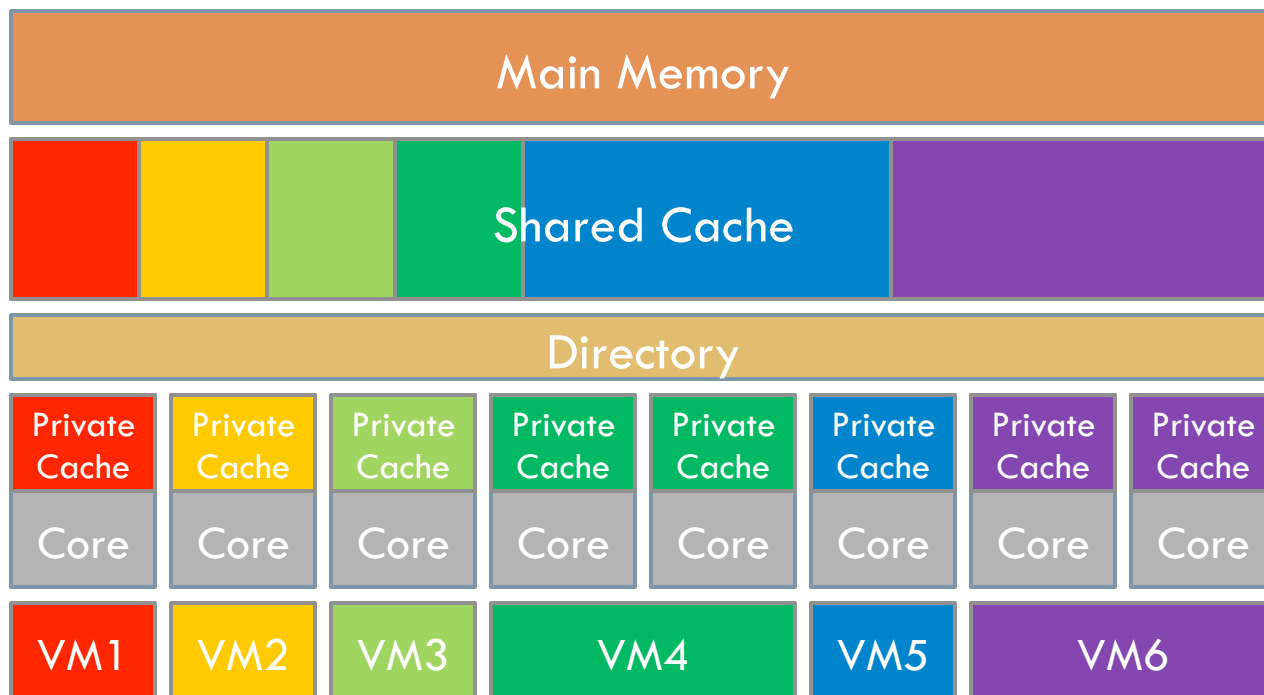 Main Memory
Shared Cache
Directory
Private Cache
Private Cache
Private Cache
Private Cache
Private Cache
Private Cache
Private Cache
Private Cache
Core
Core
Core
Core
Core
Core
Core
Core
VM1
VM2
VM3
VM4
VM5
VM6